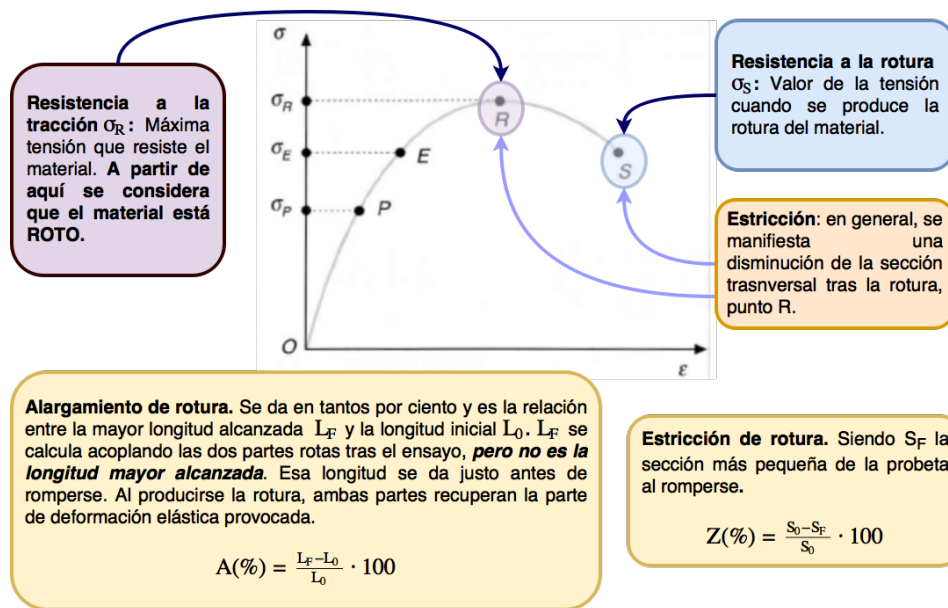 Resistencia a la
tracción σR: Máxima
tensión que resiste el
material. A partir de
aquí se considera
que el material está
ROTO.
σ
σR
σE
σP
O
ε
P
E
R
S
Resistencia a la rotura
σS: Valor de la tensión
cuando se produce la
rotura del material.
Estricción: en general, se
manifiesta una
disminución de la sección
trasnversal tras la rotura,
punto R.
Alargamiento de rotura. Se da en tantos por ciento y es la relación
entre la mayor longitud alcanzada LF y la longitud inicial L0. LF se
calcula acoplando las dos partes rotas tras el ensayo, pero no es la
longitud mayor alcanzada. Esa longitud se da justo antes de
romperse. Al producirse la rotura, ambas partes recuperan la parte
de deformación elástica provocada.
A(%) = (LF−L0)/L0 · 100
Estricción de rotura. Siendo SF la
sección más pequeña de la probeta
al romperse.
Z(%) = (S0−SF)/S0 · 100